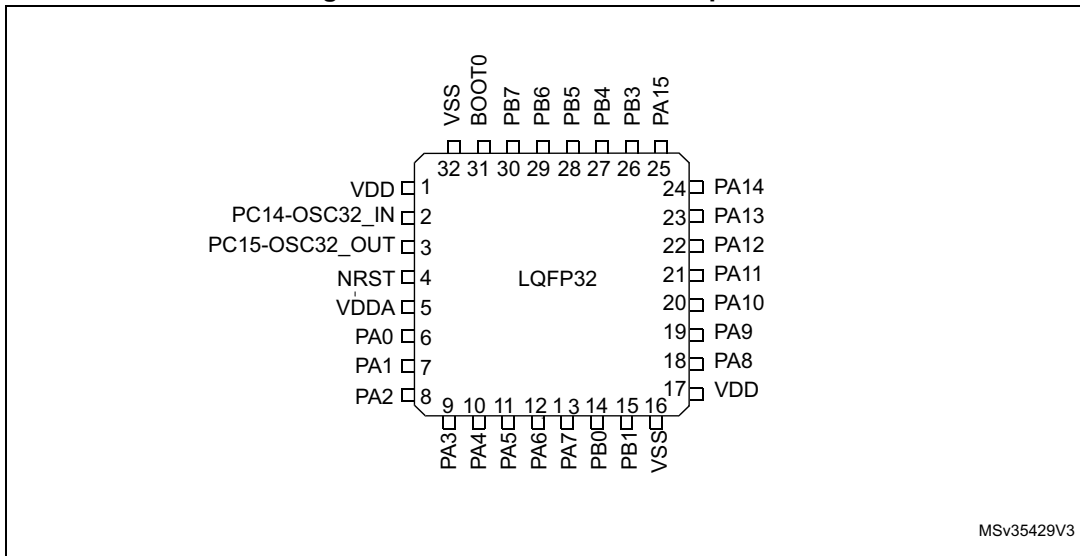 VSS
BOOT0
PB7
PB6
PB5
PB4
PB3
PA15
32 31 30 29 28 27 26 25
VDD 1
PC14-OSC32_IN 2
PC15-OSC32_OUT 3
NRST 4
VDDA 5
PA0 6
PA1 7
PA2 8
LQFP32
24 PA14
23 PA13
22 PA12
21 PA11
20 PA10
19 PA9
18 PA8
17 VDD
9 10 11 12 1 3 14 15 16
PA3
PA4
PA5
PA6
PA7
PB0
PB1
VSS
MSv35429V3